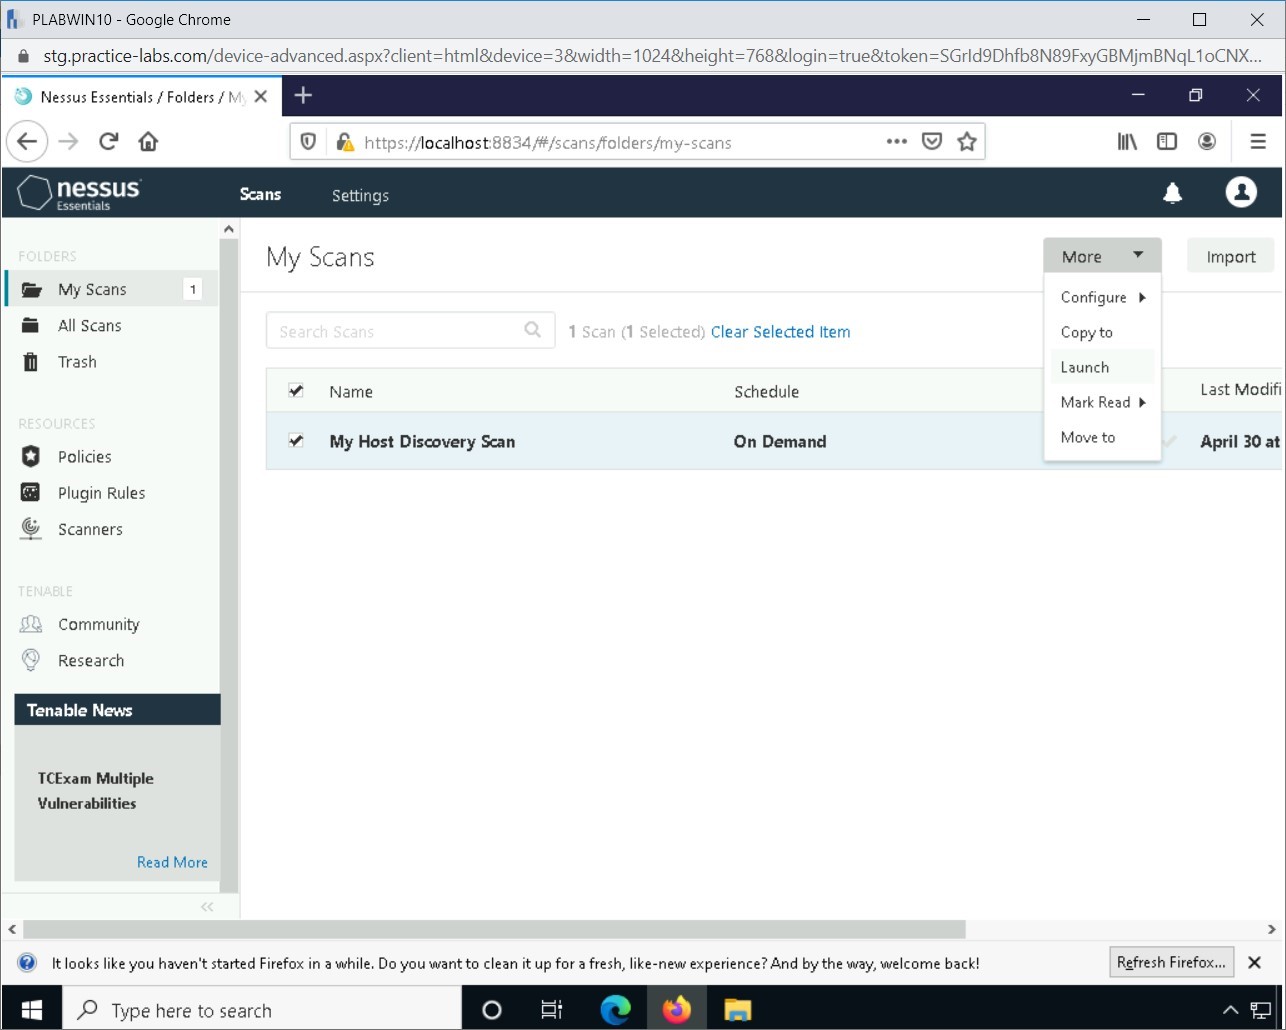 PLABWIN10 - Google Chrome
stg.practice-labs.com/device-advanced.aspx?client=html&device=3&width=1024&height=768&login=true&token=SGrId9Dhfb8N89FxyGBMjmBNqL1oCNX...
Nessus Essentials / Folders / My
https://localhost:8834/#/scans/folders/my-scans
nessus
Essentials
Scans
Settings
FOLDERS
My Scans
1
All Scans
Trash
RESOURCES
Policies
Plugin Rules
Scanners
TENABLE
Community
Research
Tenable News
TCExam Multiple
Vulnerabilities
Read More
My Scans
More
Import
Configure
Copy to
Launch
Mark Read
Move to
Search Scans
1 Scan (1 Selected) Clear Selected Item
Name
Schedule
Last Modifi
My Host Discovery Scan
On Demand
April 30 at
It looks like you haven't started Firefox in a while. Do you want to clean it up for a fresh, like-new experience? And by the way, welcome back!
Refresh Firefox...
Type here to search